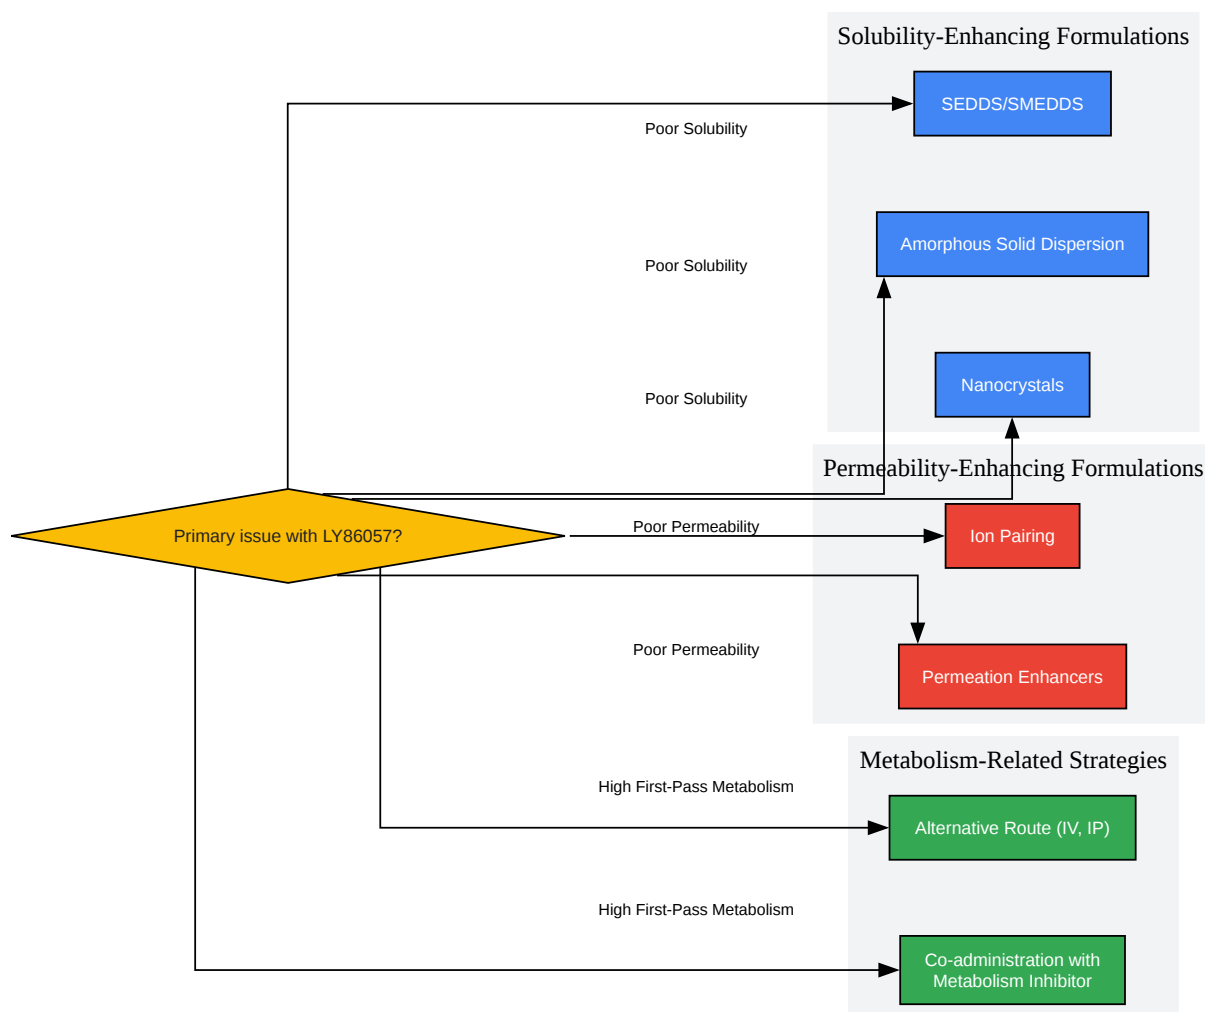 Solubility-Enhancing Formulations
SEDDS/SMEDDS
Poor Solubility
Amorphous Solid Dispersion
Poor Solubility
Nanocrystals
Poor Solubility
Permeability-Enhancing Formulations
Primary issue with LY86057?
Poor Permeability
Ion Pairing
Poor Permeability
Permeation Enhancers
Metabolism-Related Strategies
High First-Pass Metabolism
Alternative Route (IV, IP)
High First-Pass Metabolism
Co-administration with
Metabolism Inhibitor